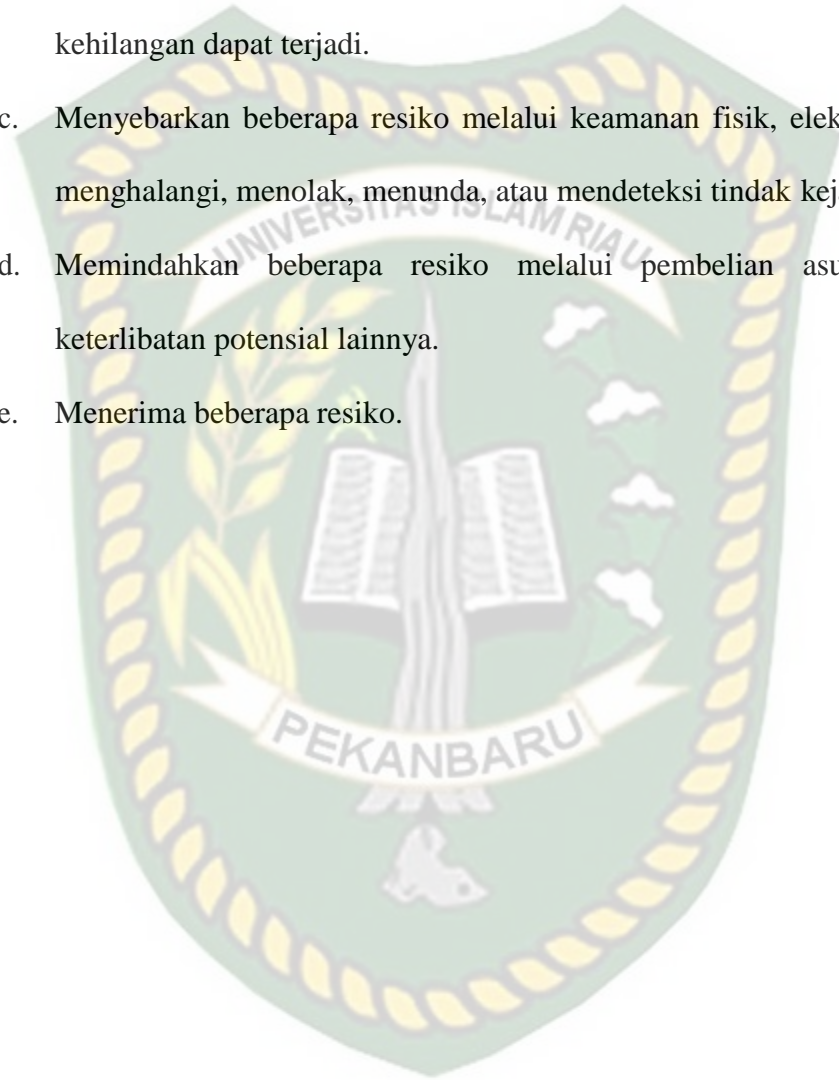 kehilangan dapat terjadi.
c. Menyebarkan beberapa resiko melalui keamanan fisik, elek
menghalangi, menolak, menunda, atau mendeteksi tindak kej
d. Memindahkan beberapa resiko melalui pembelian asu
keterlibatan potensial lainnya.
e. Menerima beberapa resiko.
UNIVERSITAS ISLAM RIAU
PEKANBARU